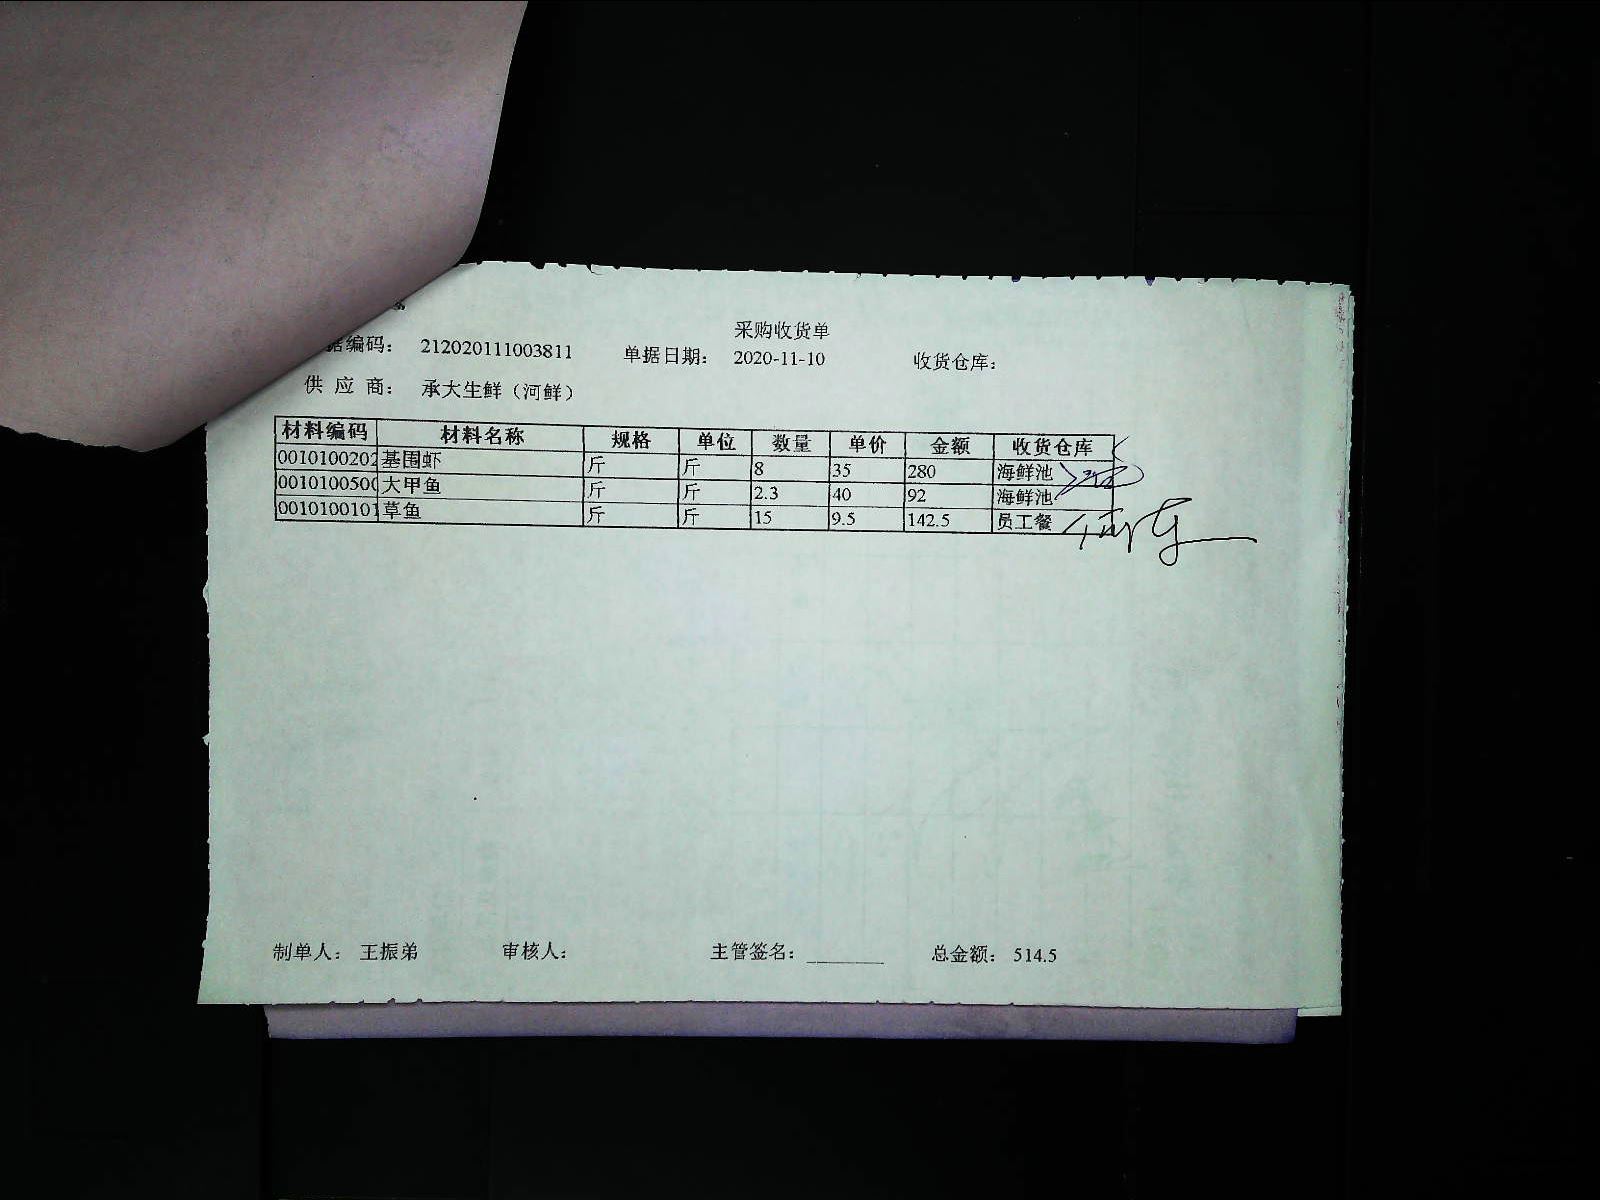 采购收货单
据编码： 212020111003811 单据日期： 2020-11-10 收货仓库：
供 应 商： 承大生鲜（河鲜）
材料编码 材料名称 规格 单位 数量 单价 金额 收货仓库
0010100202 基围虾 斤 斤 8 35 280 海鲜池
001010050 大甲鱼 斤 斤 2.3 40 92 海鲜池
0010100101 草鱼 斤 斤 15 9.5 142.5 员工餐
制单人： 王振弟 审核人： 主管签名： ________ 总金额： 514.5